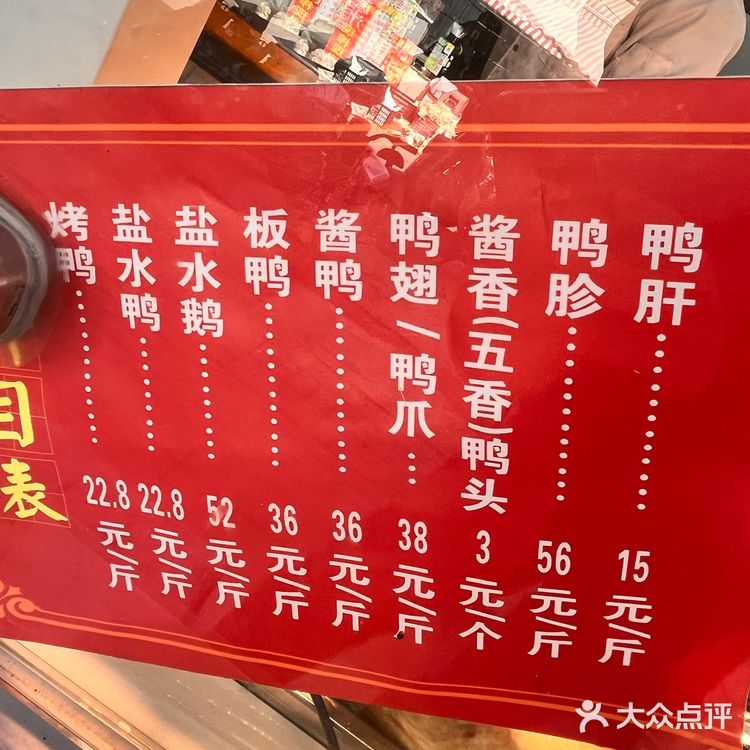 烤鸭……22.8元/斤
盐水鸭……22.8元/斤
盐水鹅……52元/斤
板鸭……36元/斤
酱鸭……36元/斤
鸭翅—鸭爪…38元/斤
酱香(五香)鸭头3元/个
鸭胗……56元/斤
鸭肝……15元/斤
目表
大众点评